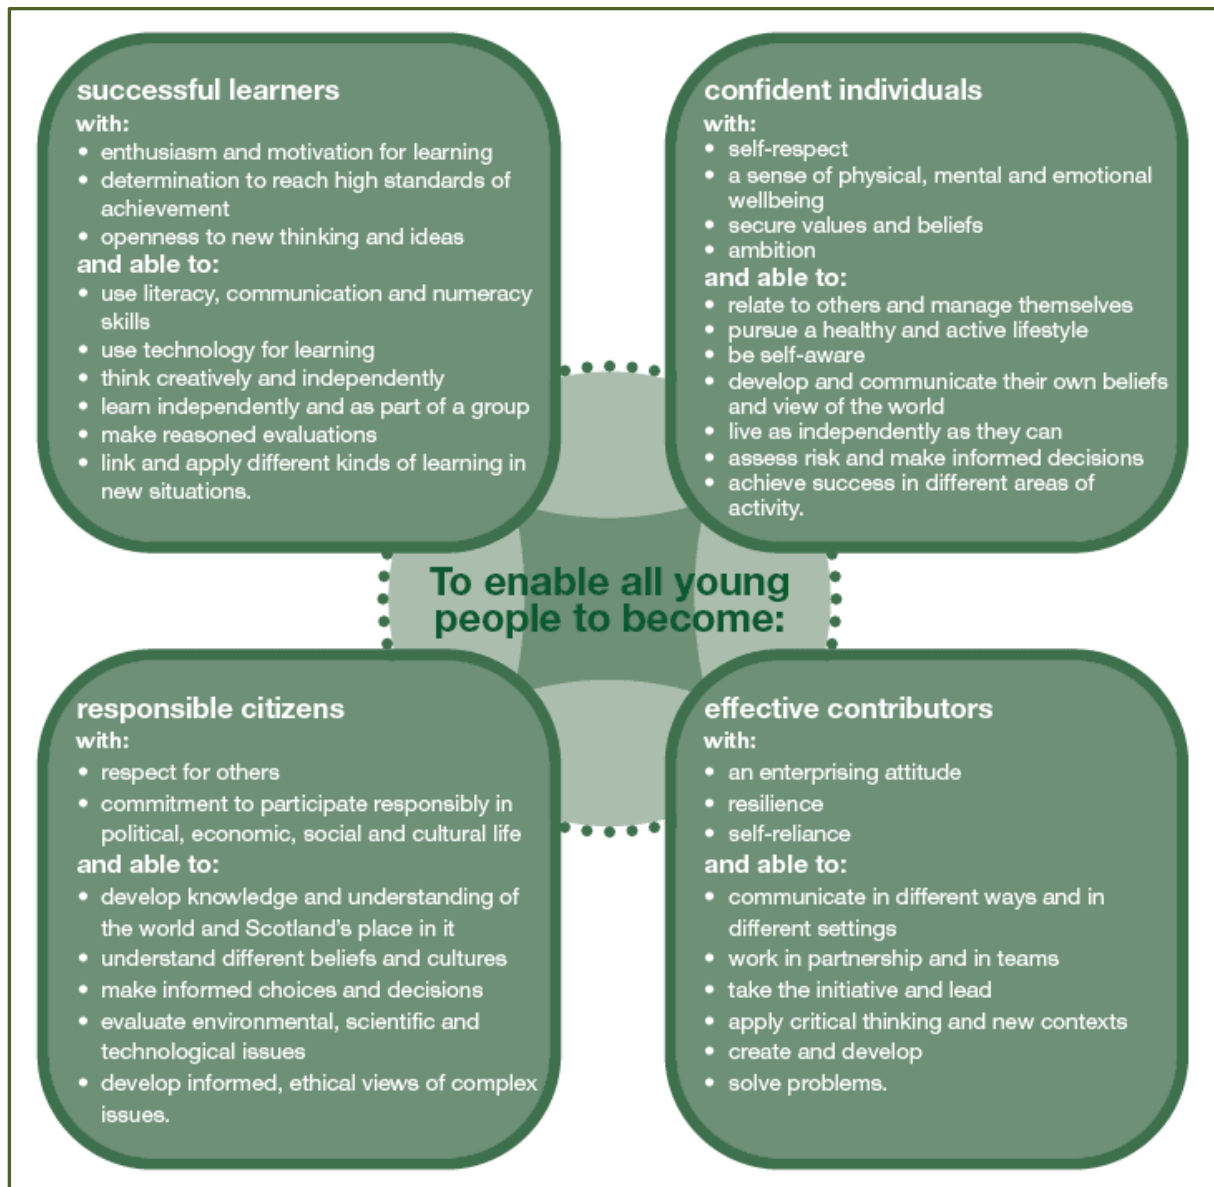 successful learners
with:
• enthusiasm and motivation for learning
• determination to reach high standards of
achievement
• openness to new thinking and ideas
and able to:
• use literacy, communication and numeracy
skills
• use technology for learning
• think creatively and independently
• learn independently and as part of a group
• make reasoned evaluations
• link and apply different kinds of learning in
new situations.
confident individuals
with:
• self-respect
• a sense of physical, mental and emotional
wellbeing
• secure values and beliefs
• ambition
and able to:
• relate to others and manage themselves
• pursue a healthy and active lifestyle
• be self-aware
• develop and communicate their own beliefs
and view of the world
• live as independently as they can
• assess risk and make informed decisions
• achieve success in different areas of
activity.
To enable all young
people to become:
responsible citizens
with:
• respect for others
• commitment to participate responsibly in
political, economic, social and cultural life
and able to:
• develop knowledge and understanding of
the world and Scotland's place in it
• understand different beliefs and cultures
• make informed choices and decisions
• evaluate environmental, scientific and
technological issues
• develop informed, ethical views of complex
issues.
effective contributors
with:
• an enterprising attitude
• resilience
• self-reliance
and able to:
• communicate in different ways and in
different settings
• work in partnership and in teams
• take the initiative and lead
• apply critical thinking and new contexts
• create and develop
• solve problems.